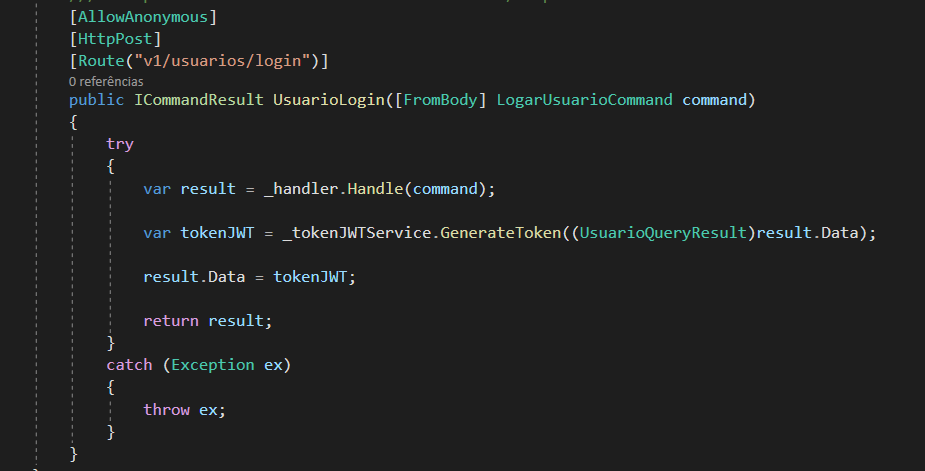 [AllowAnonymous]
[HttpPost]
[Route("v1/usuarios/login")]
0 referências
public ICommandResult UsuarioLogin([FromBody] LogarUsuarioCommand command)
{
try
{
var result = _handler.Handle(command);
var tokenJWT = _tokenJWTService.GenerateToken((UsuarioQueryResult)result.Data);
result.Data = tokenJWT;
return result;
}
catch (Exception ex)
{
throw ex;
}
}